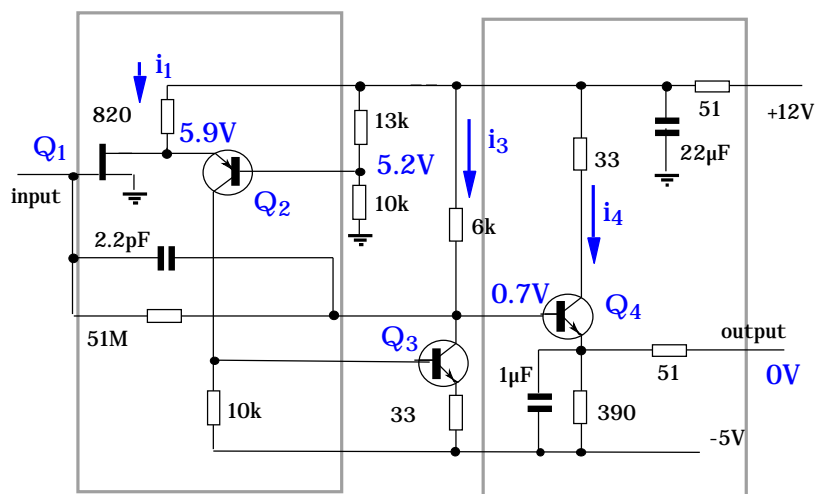 i1
820
5.9V
Q1
input
Q2
13k
5.2V
10k
i3
51
+12V
22µF
33
i4
6k
2.2pF
51M
0.7V
Q4
Q3
output
0V
51
1µF
390
10k
33
-5V